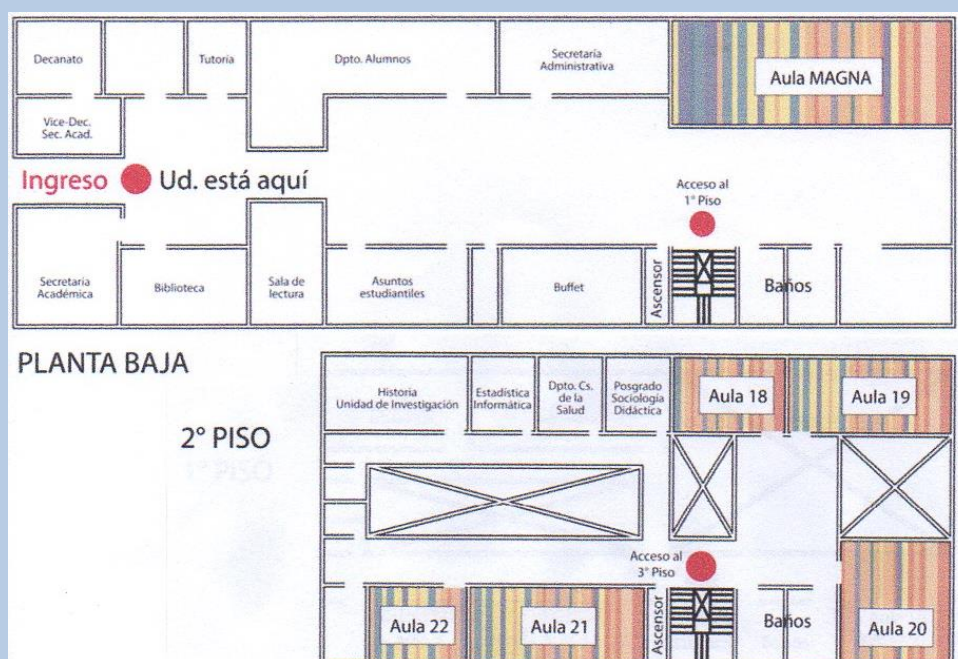 Decanato
Tutoria
Dpto. Alumnos
Secretaría
Administrativa
Aula MAGNA
Vice-Dec.
Sec. Acad.
Ingreso
Ud. está aquí
Acceso al
1° Piso
Secretaría
Académica
Biblioteca
Sala de
lectura
Asuntos
estudiantiles
Buffet
Ascensor
Baños
PLANTA BAJA
2° PISO
Historia
Unidad de Investigación
Estadística
Informática
Dpto. Cs.
de la
Salud
Posgrado
Sociología
Didáctica
Aula 18
Aula 19
Acceso al
3° Piso
Aula 22
Aula 21
Ascensor
Baños
Aula 20